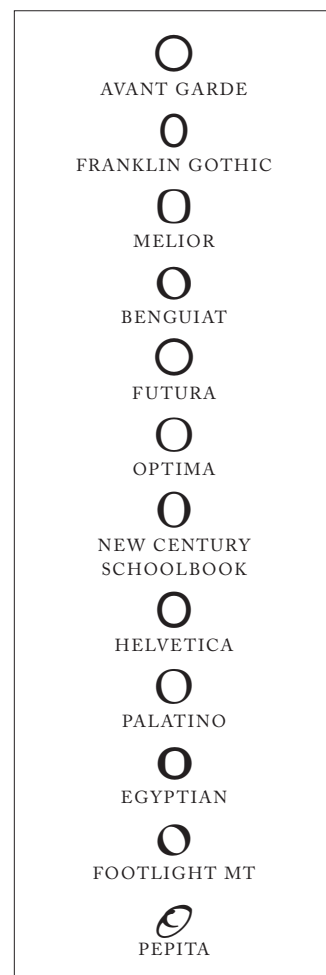 O
AVANT GARDE
O
FRANKLIN GOTHIC
O
MELIOR
O
BENGUIAT
O
FUTURA
O
OPTIMA
O
NEW CENTURY
SCHOOLBOOK
O
HELVETICA
O
PALATINO
O
EGYPTIAN
O
FOOTLIGHT MT
O
PEPITA